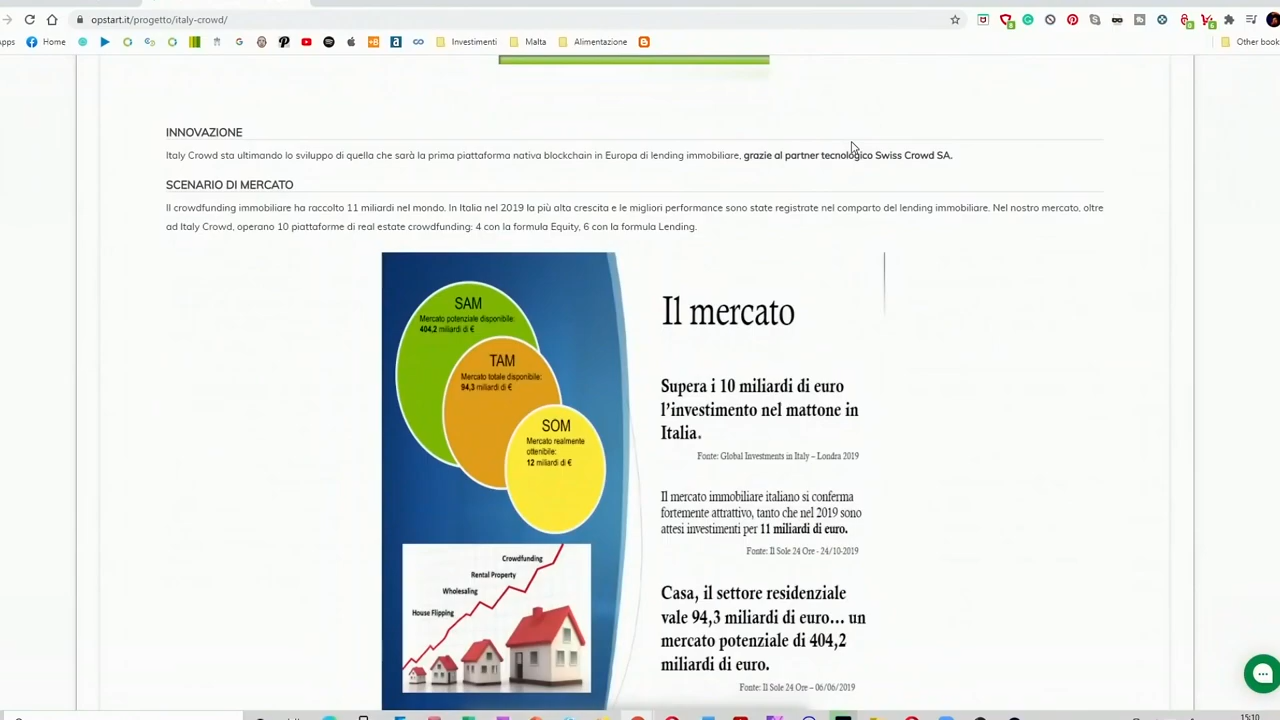 opstart.it/progetto/italy-crowd/
Home
Investimenti
Malta
Alimentazione
Other book
INNOVAZIONE
Italy Crowd sta ultimando lo sviluppo di quella che sarà la prima piattaforma nativa blockchain in Europa di lending immobiliare, grazie al partner tecnologico Swiss Crowd SA.
SCENARIO DI MERCATO
Il crowdfunding immobiliare ha raccolto 11 miliardi nel mondo. In Italia nel 2019 la più alta crescita e le migliori performance sono state registrate nel comparto del lending immobiliare. Nel nostro mercato, oltre
ad Italy Crowd, operano 10 piattaforme di real estate crowdfunding: 4 con la formula Equity, 6 con la formula Lending.
SAM
Mercato potenziale disponibile:
404,2 miliardi di €
TAM
Mercato totale disponibile:
94,3 miliardi di €
SOM
Mercato realmente
ottenibile:
12 miliardi di €
Crowdfunding
Rental Property
Wholesaling
House Flipping
Il mercato
Supera i 10 miliardi di euro
l'investimento nel mattone in
Italia.
Fonte: Global Investments in Italy – Londra 2019
Il mercato immobiliare italiano si conferma
fortemente attrattivo, tanto che nel 2019 sono
attesi investimenti per 11 miliardi di euro.
Fonte: Il Sole 24 Ore - 24/10-2019
Casa, il settore residenziale
vale 94,3 miliardi di euro… un
mercato potenziale di 404,2
miliardi di euro.
Fonte: Il Sole 24 Ore – 06/06/2019
15:10